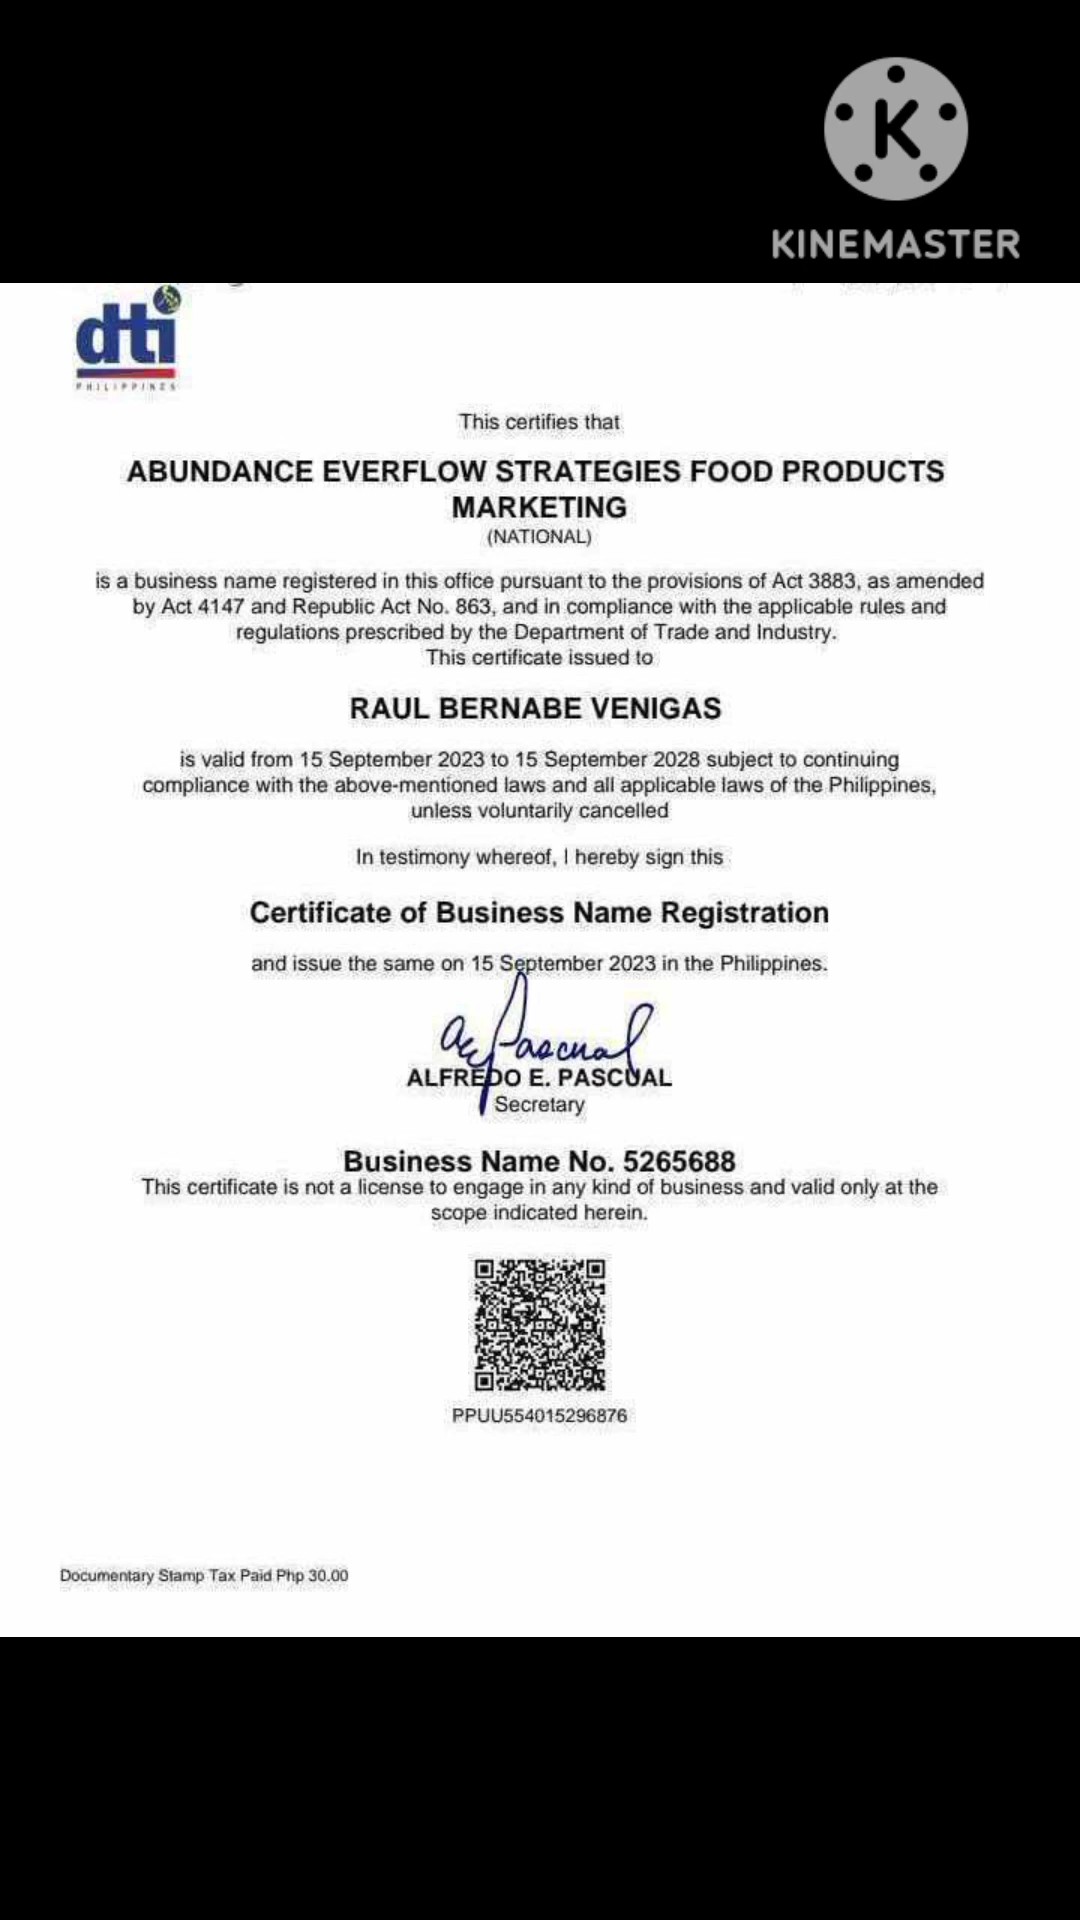 K
KINEMASTER
dti
PHILIPPINES
This certifies that
ABUNDANCE EVERFLOW STRATEGIES FOOD PRODUCTS
MARKETING
(NATIONAL)
is a business name registered in this office pursuant to the provisions of Act 3883, as amended
by Act 4147 and Republic Act No. 863, and in compliance with the applicable rules and
regulations prescribed by the Department of Trade and Industry.
This certificate issued to
RAUL BERNABE VENIGAS
is valid from 15 September 2023 to 15 September 2028 subject to continuing
compliance with the above-mentioned laws and all applicable laws of the Philippines,
unless voluntarily cancelled
In testimony whereof, I hereby sign this
Certificate of Business Name Registration
and issue the same on 15 September 2023 in the Philippines.
ae Pascual
ALFREDO E. PASCUAL
Secretary
Business Name No. 5265688
This certificate is not a license to engage in any kind of business and valid only at the
scope indicated herein.
PPUU554015296876
Documentary Stamp Tax Paid Php 30.00